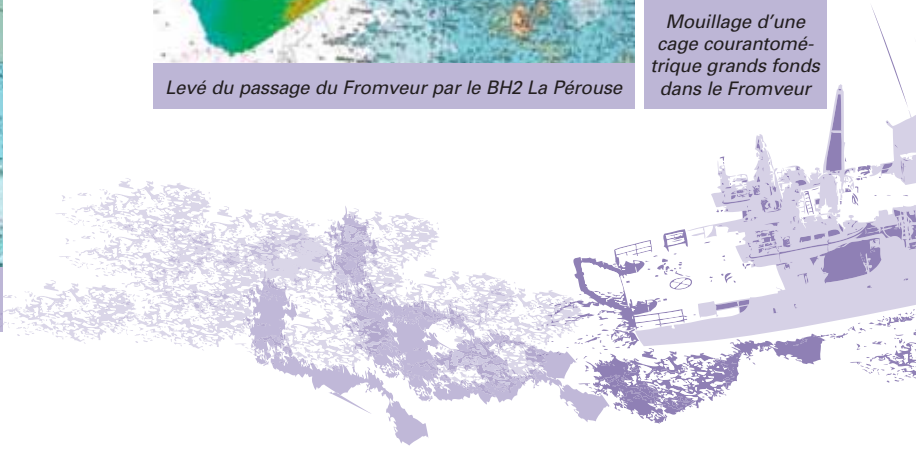 Levé du passage du Fromveur par le BH2 La Pérouse
Mouillage d’une
cage courantomé-
trique grands fonds
dans le Fromveur